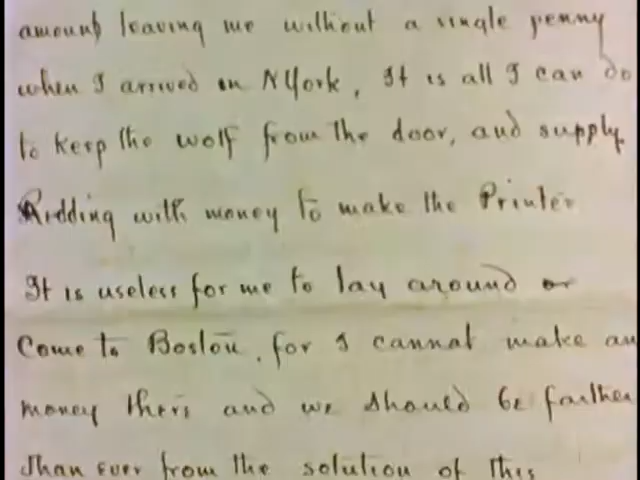 amount leaving me without a single penny
when I arrived in NYork, It is all I can do
to keep the wolf from the door, and supply
Redding with money to make the Printer
It is useless for me to lay around or
Come to Boston, for I cannot make an
money there and we should be farther
than ever from the solution of this